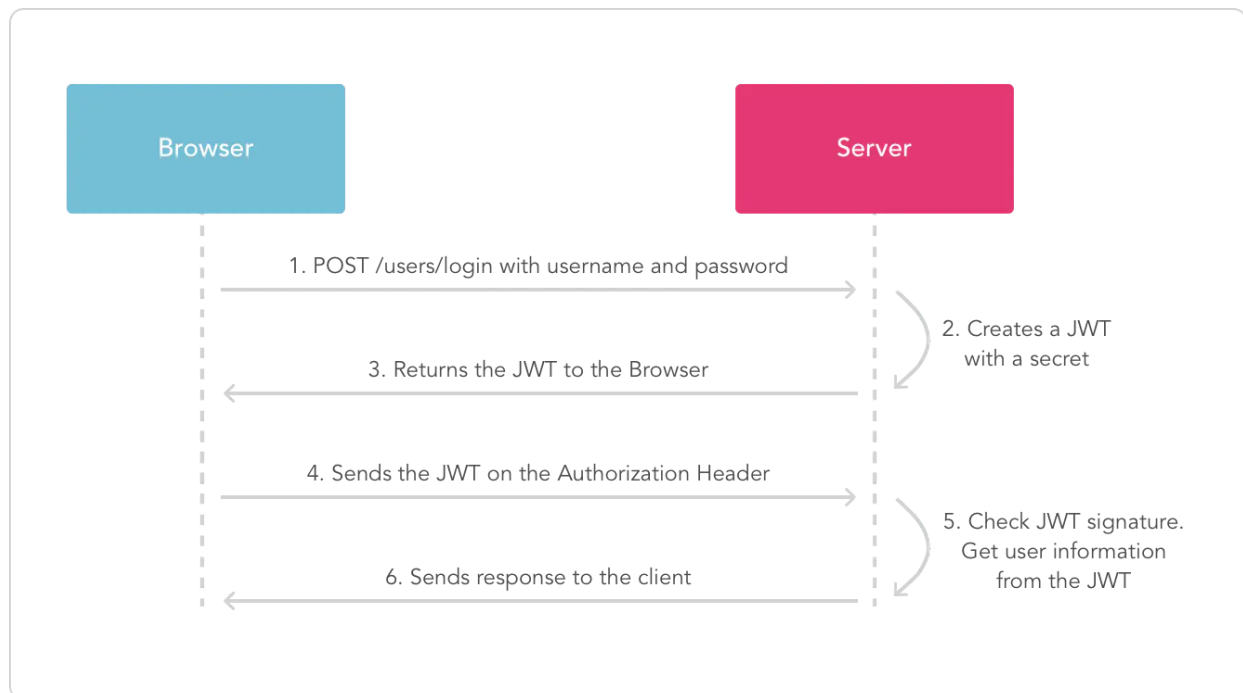 Browser
Server
1. POST /users/login with username and password
2. Creates a JWT
with a secret
3. Returns the JWT to the Browser
4. Sends the JWT on the Authorization Header
5. Check JWT signature.
Get user information
from the JWT
6. Sends response to the client